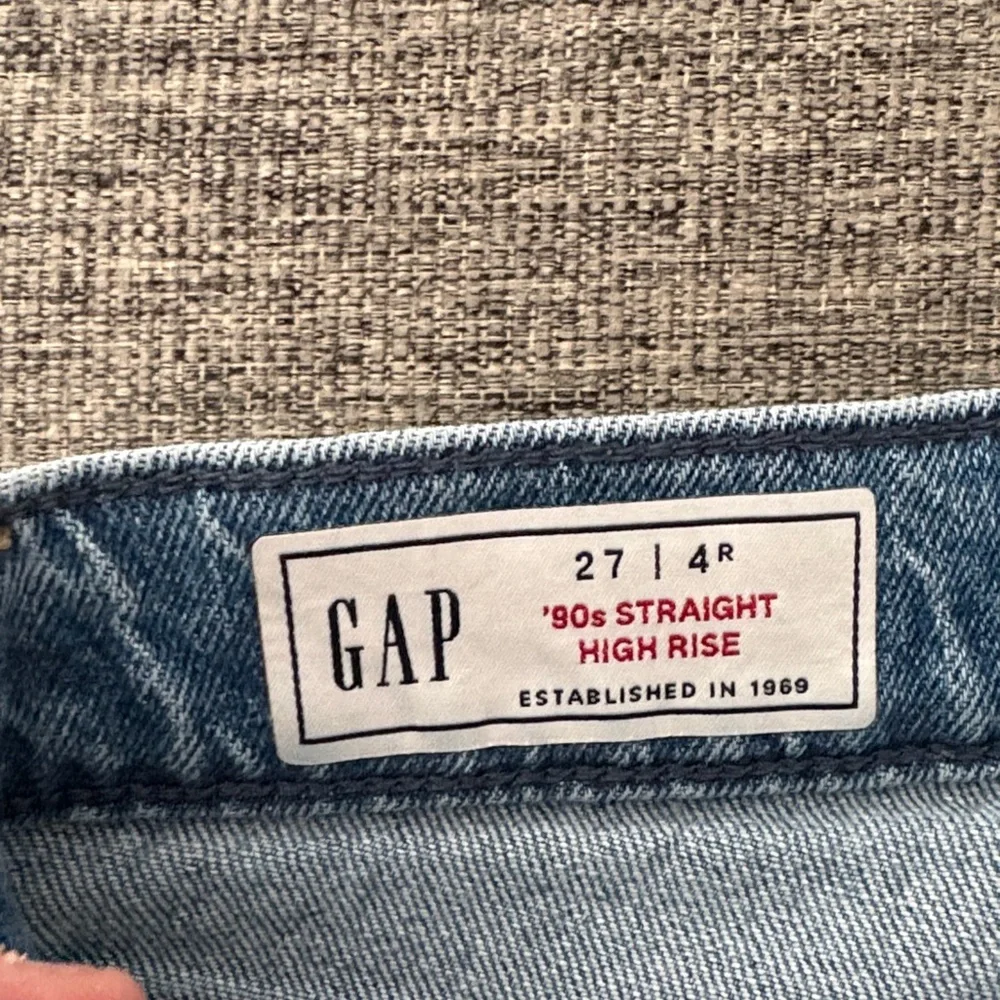 GAP
27 | 4R
'90s STRAIGHT
HIGH RISE
ESTABLISHED IN 1969